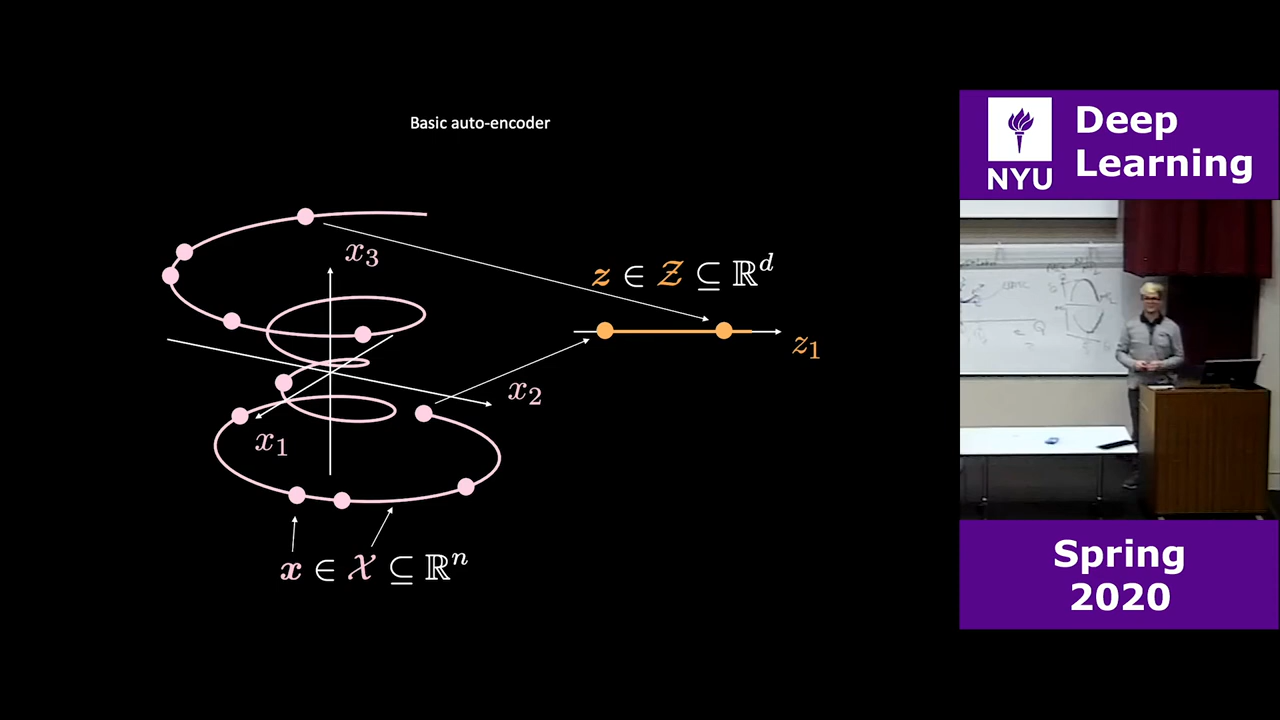 Basic auto-encoder
x₃
z ∈ 𝒵 ⊆ ℝᵈ
z₁
x₂
x₁
x ∈ 𝒳 ⊆ ℝⁿ
NYU
Deep
Learning
Spring
2020